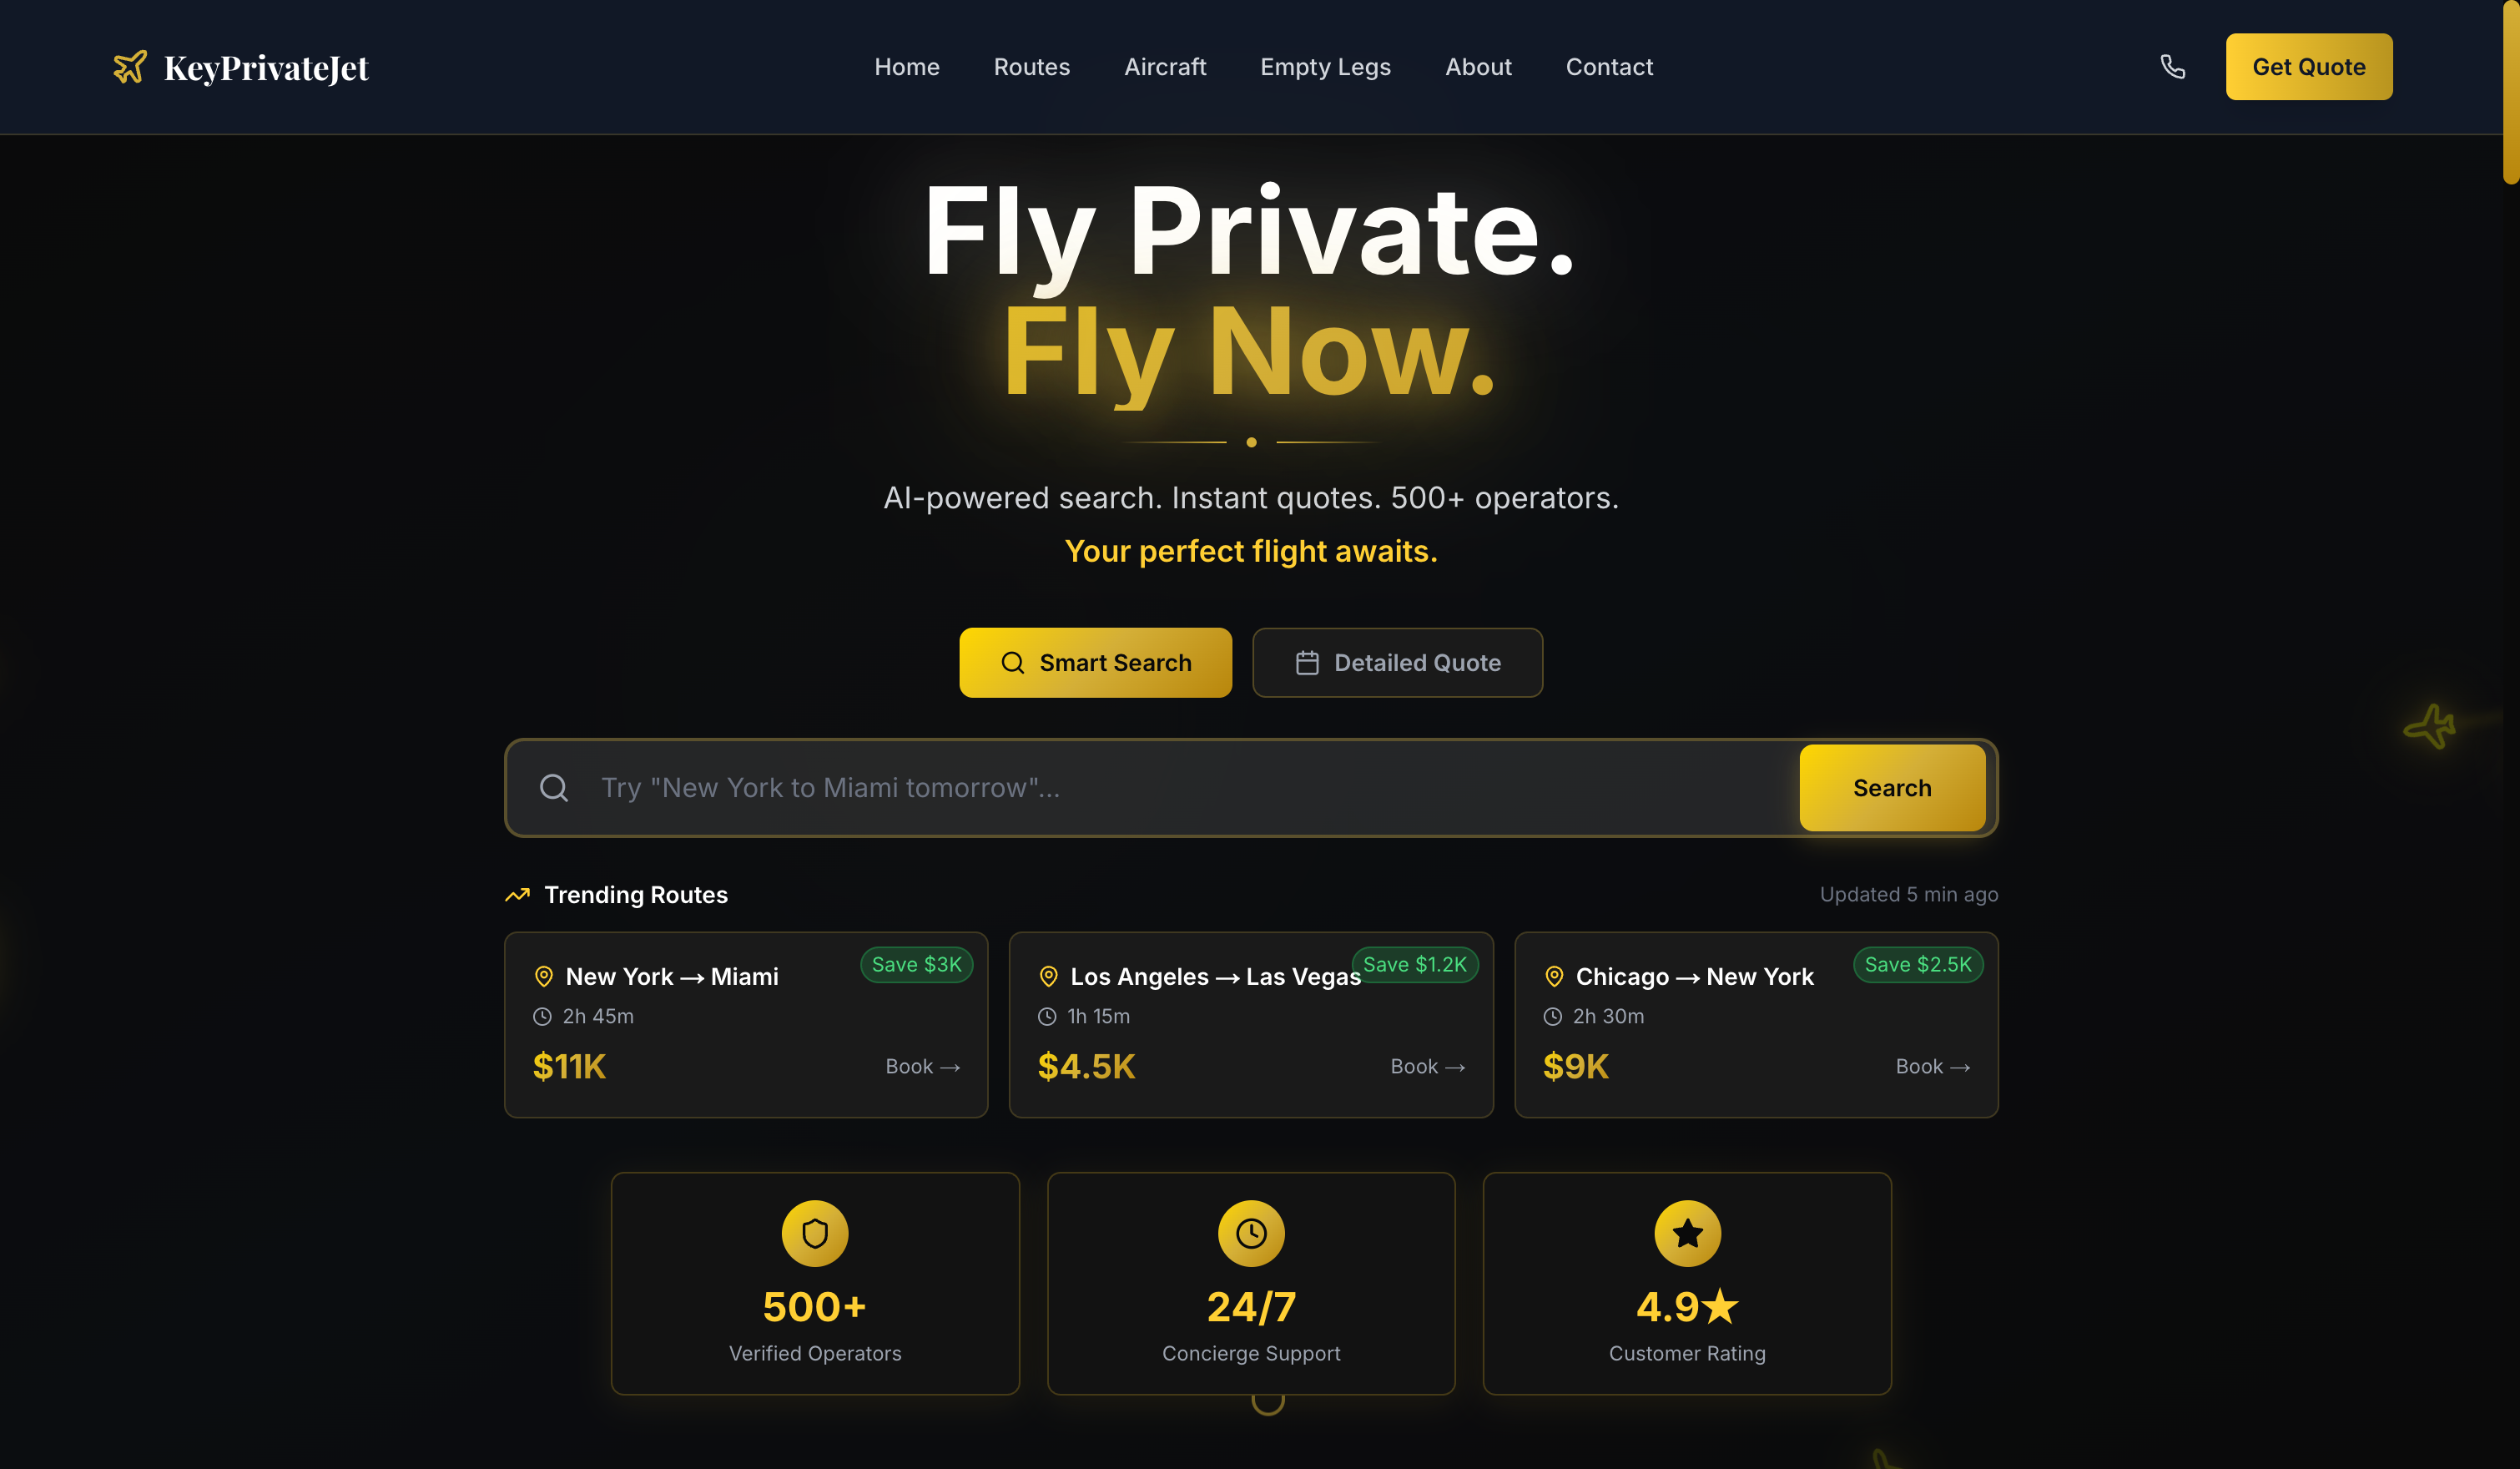 KeyPrivateJet
Home
Routes
Aircraft
Empty Legs
About
Contact
Get Quote
Fly Private.
Fly Now.
AI-powered search. Instant quotes. 500+ operators.
Your perfect flight awaits.
Smart Search
Detailed Quote
Try "New York to Miami tomorrow"...
Search
Trending Routes
Updated 5 min ago
New York → Miami
Save $3K
2h 45m
$11K
Book →
Los Angeles → Las Vegas
Save $1.2K
1h 15m
$4.5K
Book →
Chicago → New York
Save $2.5K
2h 30m
$9K
Book →
500+
Verified Operators
24/7
Concierge Support
4.9★
Customer Rating